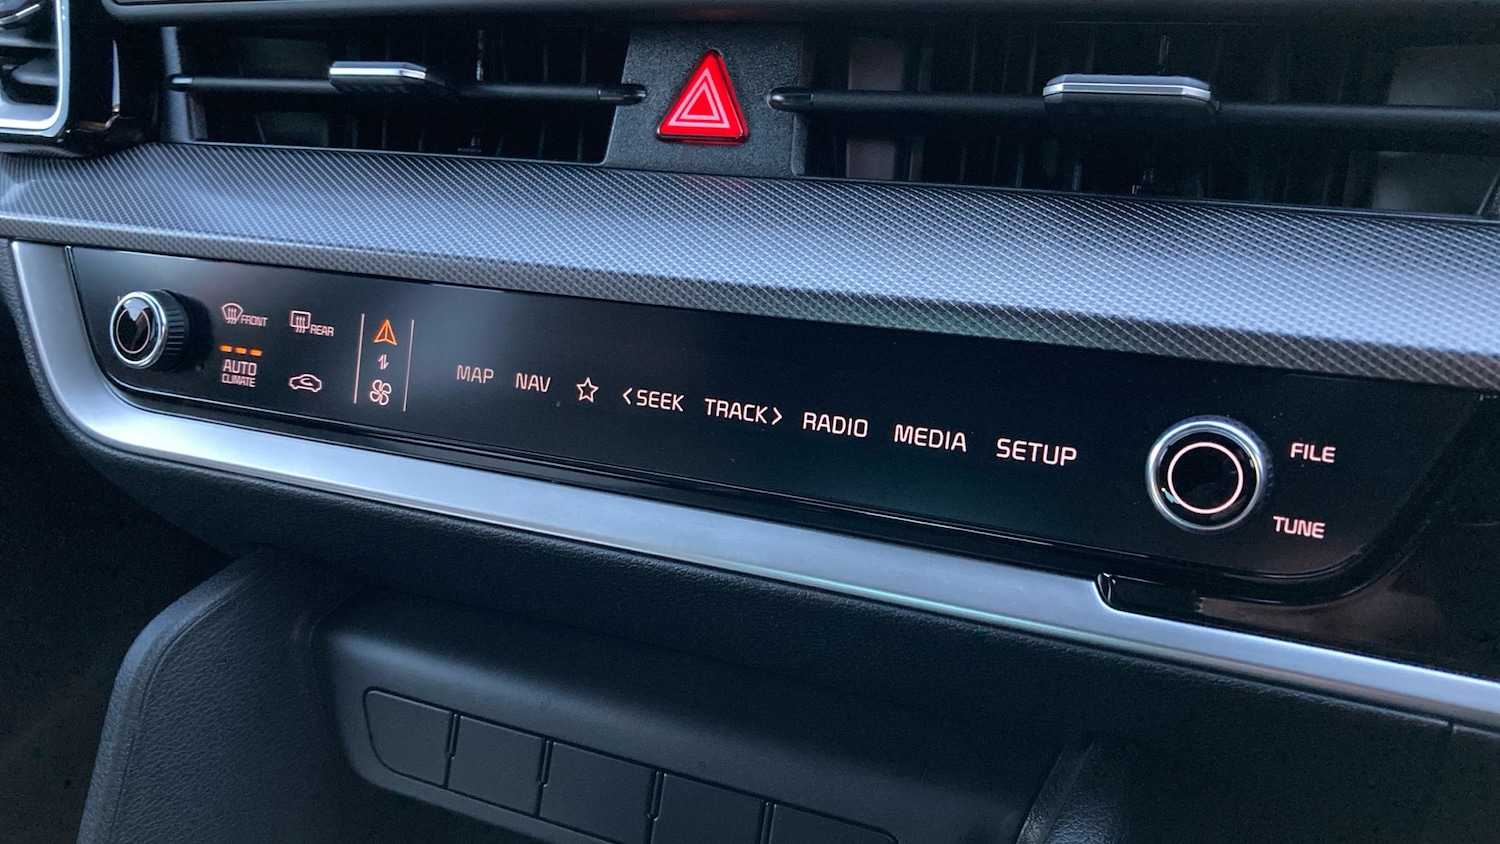 FRONT
REAR
AUTO
CLIMATE
MAP NAV <SEEK TRACK> RADIO MEDIA SETUP
FILE
TUNE